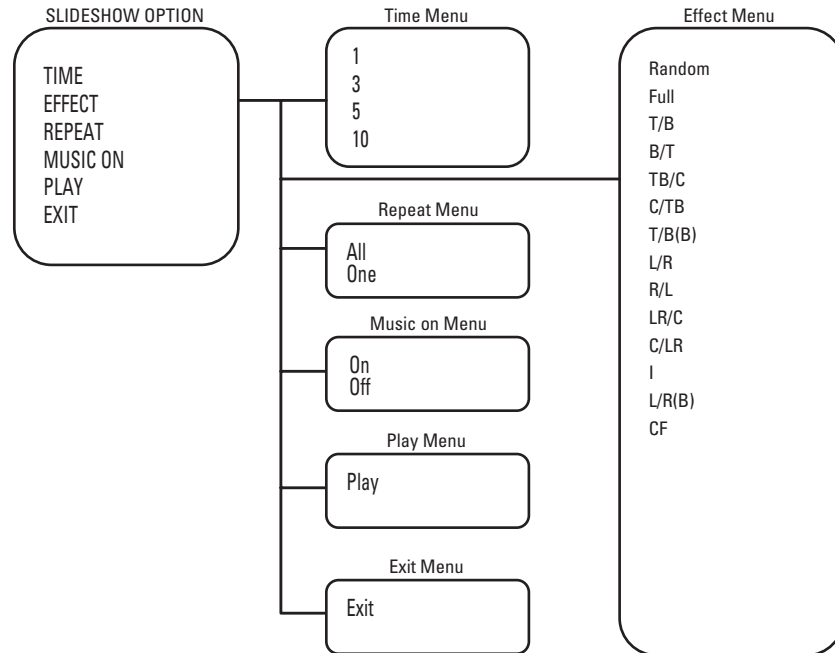 SLIDESHOW OPTION
TIME
EFFECT
REPEAT
MUSIC ON
PLAY
EXIT
Time Menu
1
3
5
10
Repeat Menu
All
One
Music on Menu
On
Off
Play Menu
Play
Exit Menu
Exit
Effect Menu
Random
Full
T/B
B/T
TB/C
C/TB
T/B(B)
L/R
R/L
LR/C
C/LR
I
L/R(B)
CF